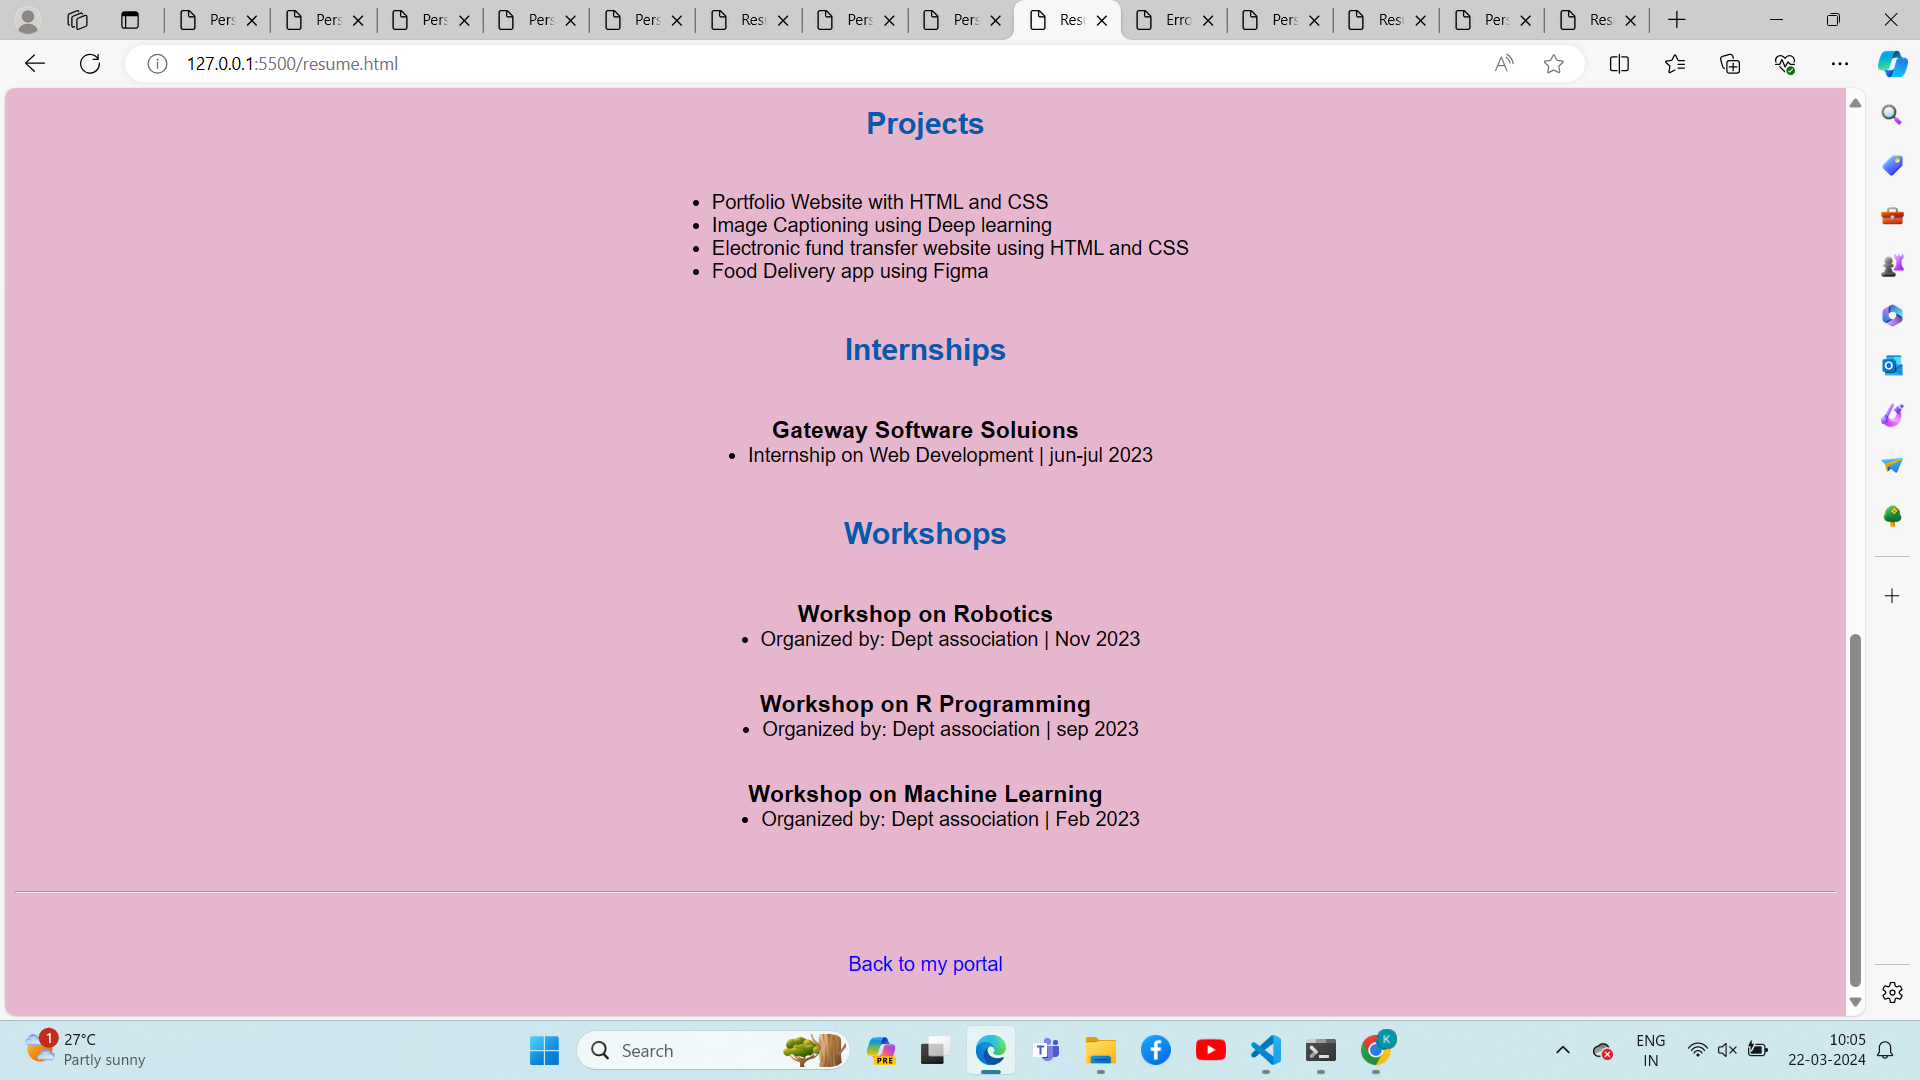 Pers
Pers
Pers
Pers
Pers
Resu
Pers
Pers
Resu
Erro
Pers
Resu
Pers
Resu
127.0.0.1:5500/resume.html
Projects
• Portfolio Website with HTML and CSS
• Image Captioning using Deep learning
• Electronic fund transfer website using HTML and CSS
• Food Delivery app using Figma
Internships
Gateway Software Soluions
• Internship on Web Development | jun-jul 2023
Workshops
Workshop on Robotics
• Organized by: Dept association | Nov 2023
Workshop on R Programming
• Organized by: Dept association | sep 2023
Workshop on Machine Learning
• Organized by: Dept association | Feb 2023
Back to my portal
1
27°C
Partly sunny
Search
PRE
K
ENG
IN
10:05
22-03-2024